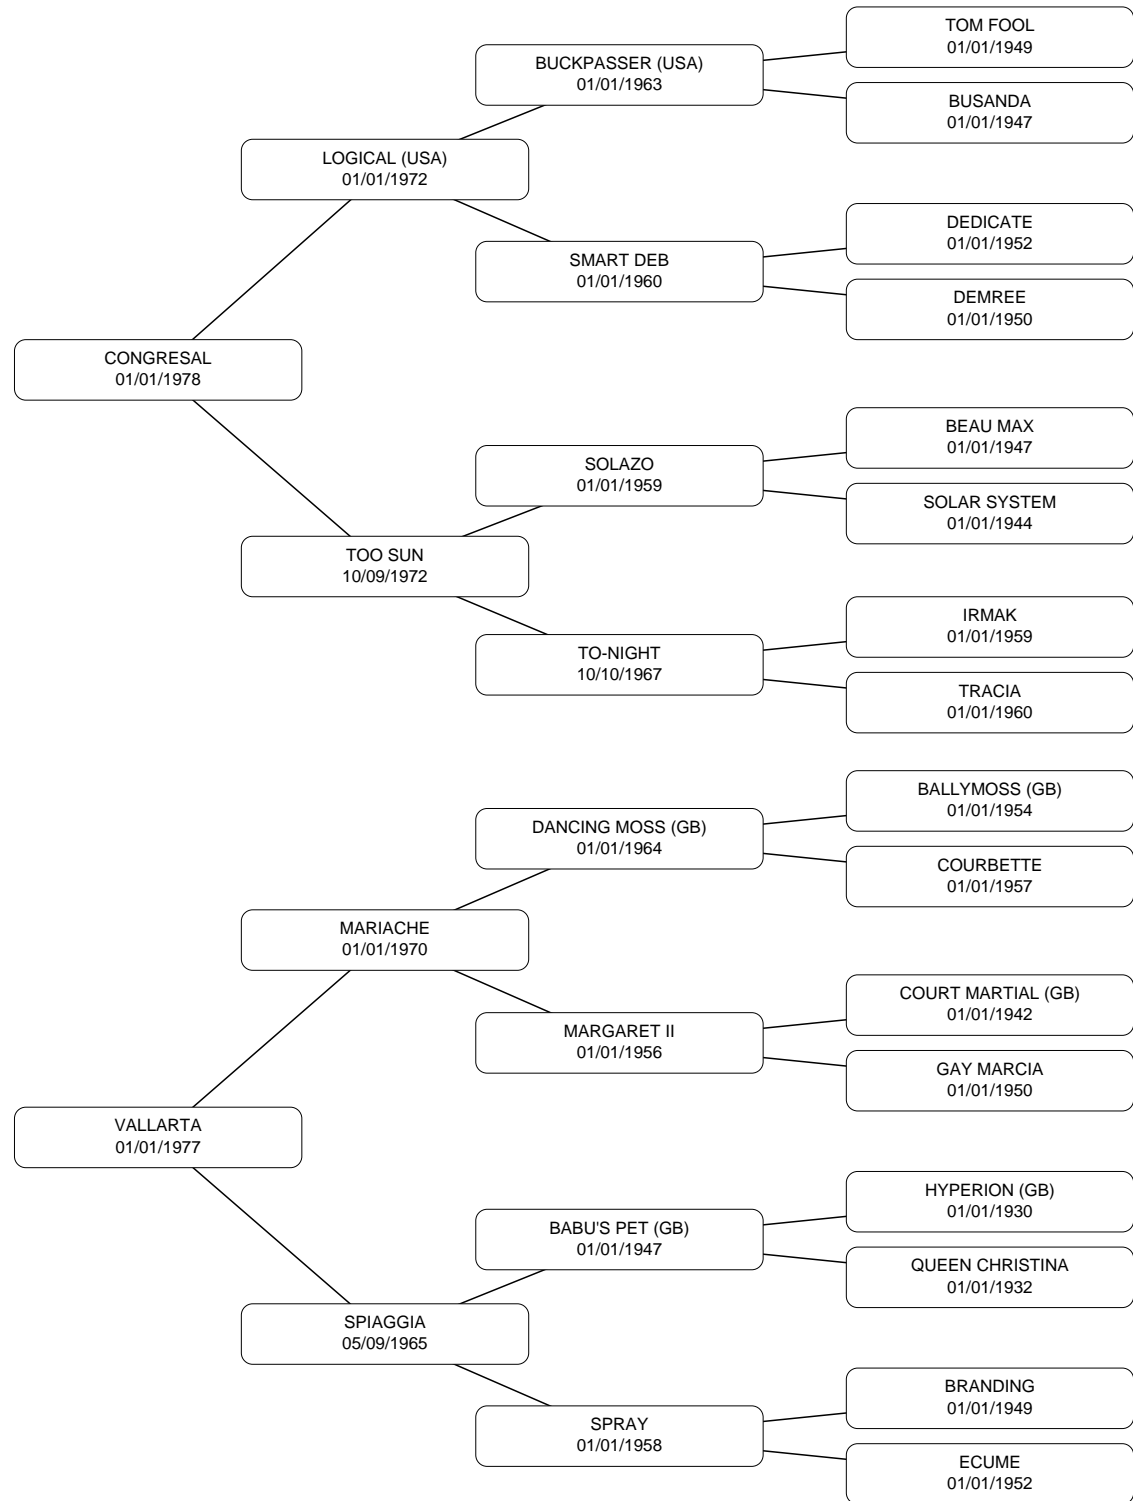 TOM FOOL
01/01/1949
BUCKPASSER (USA)
01/01/1963
BUSANDA
01/01/1947
LOGICAL (USA)
01/01/1972
DEDICATE
01/01/1952
SMART DEB
01/01/1960
DEMREE
01/01/1950
CONGRESAL
01/01/1978
BEAU MAX
01/01/1947
SOLAZO
01/01/1959
SOLAR SYSTEM
01/01/1944
TOO SUN
10/09/1972
IRMAK
01/01/1959
TO-NIGHT
10/10/1967
TRACIA
01/01/1960
BALLYMOSS (GB)
01/01/1954
DANCING MOSS (GB)
01/01/1964
COURBETTE
01/01/1957
MARIACHE
01/01/1970
COURT MARTIAL (GB)
01/01/1942
MARGARET II
01/01/1956
GAY MARCIA
01/01/1950
VALLARTA
01/01/1977
HYPERION (GB)
01/01/1930
BABU'S PET (GB)
01/01/1947
QUEEN CHRISTINA
01/01/1932
SPIAGGIA
05/09/1965
BRANDING
01/01/1949
SPRAY
01/01/1958
ECUME
01/01/1952